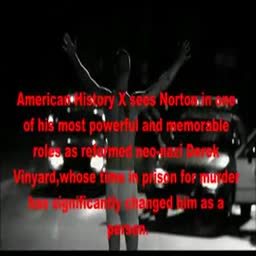 American History X sees Norton in one
of his most powerful and memorable
roles as reformed neo-nazi Derek
Vinyard,whose time in prison for murder
has significantly changed him as a
person.